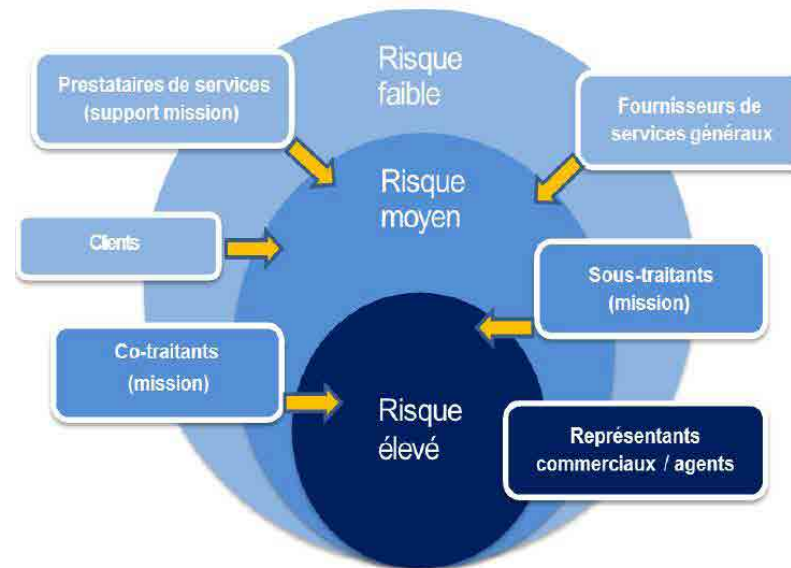 Risque
faible
Prestataires de services
(support mission)
Fournisseurs de
services généraux
Risque
moyen
Clients
Sous-traitants
(mission)
Co-traitants
(mission)
Risque
élevé
Représentants
commerciaux / agents